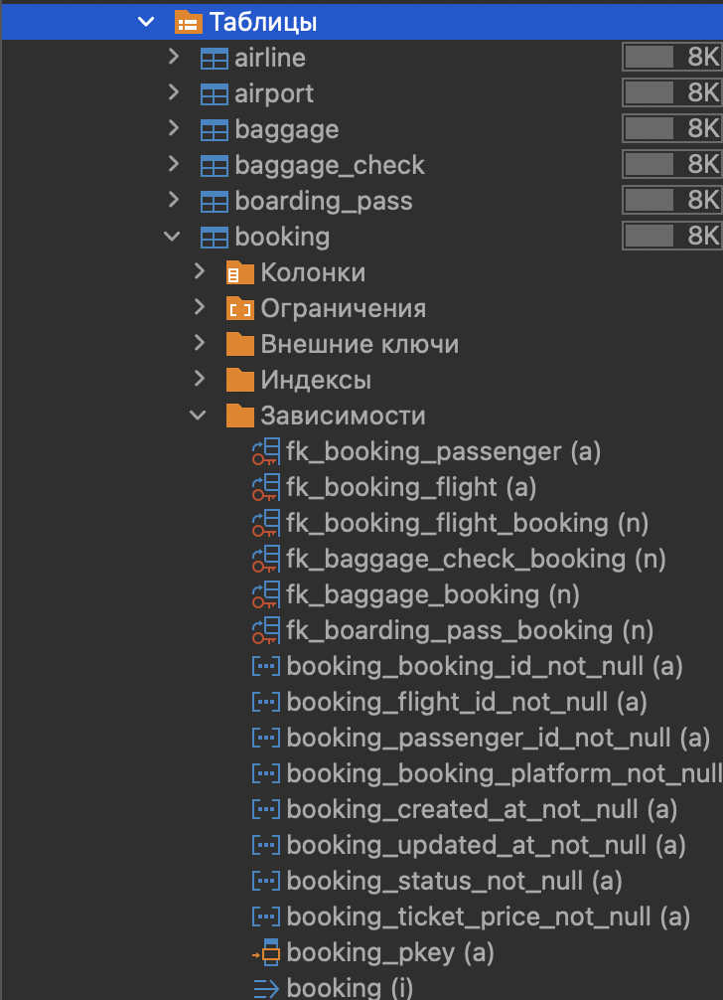 Таблицы
airline 8K
airport 8K
baggage 8K
baggage_check 8K
boarding_pass 8K
booking 8K
Колонки
Ограничения
Внешние ключи
Индексы
Зависимости
fk_booking_passenger (a)
fk_booking_flight (a)
fk_booking_flight_booking (n)
fk_baggage_check_booking (n)
fk_baggage_booking (n)
fk_boarding_pass_booking (n)
booking_booking_id_not_null (a)
booking_flight_id_not_null (a)
booking_passenger_id_not_null (a)
booking_booking_platform_not_null
booking_created_at_not_null (a)
booking_updated_at_not_null (a)
booking_status_not_null (a)
booking_ticket_price_not_null (a)
booking_pkey (a)
booking (i)